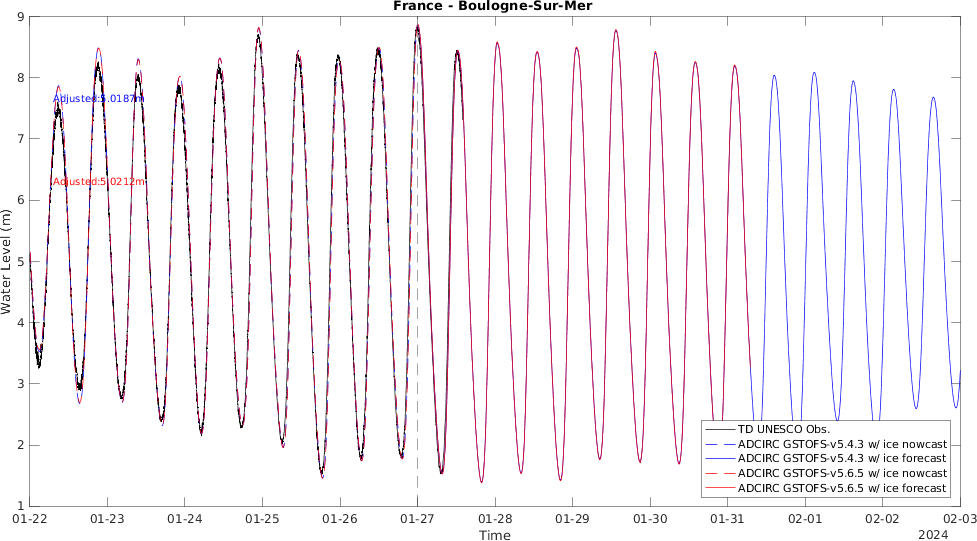 France - Boulogne-Sur-Mer
9
8
7
6
5
4
3
2
1
Water Level (m)
Adjusted:5.0187m
Adjusted:5.0212m
TD UNESCO Obs.
ADCIRC GSTOFS-v5.4.3 w/ ice nowcast
ADCIRC GSTOFS-v5.4.3 w/ ice forecast
ADCIRC GSTOFS-v5.6.5 w/ ice nowcast
ADCIRC GSTOFS-v5.6.5 w/ ice forecast
01-22 01-23 01-24 01-25 01-26 01-27 01-28 01-29 01-30 01-31 02-01 02-02 02-03
Time
2024